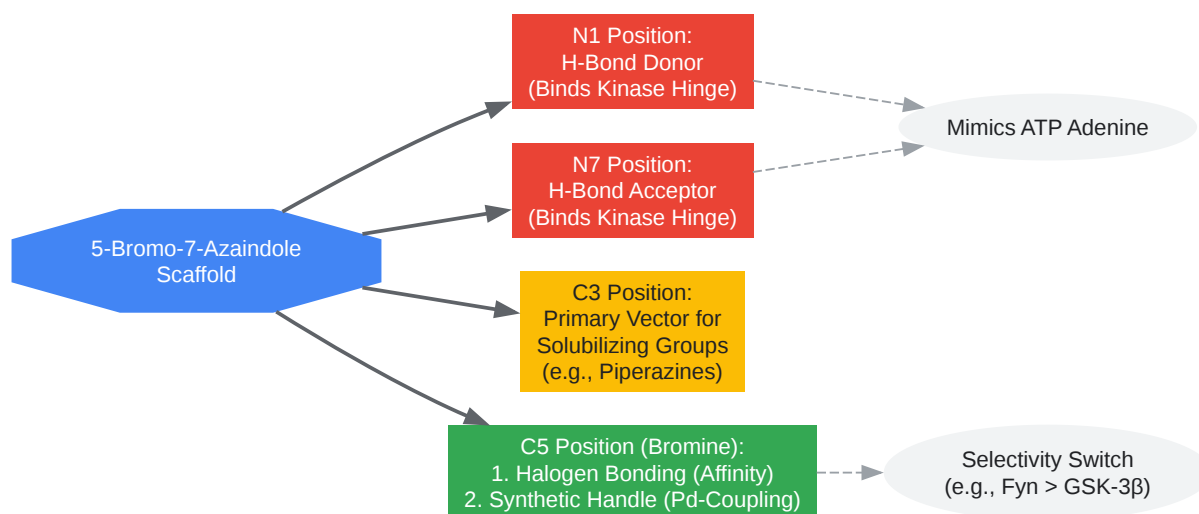 5-Bromo-7-Azaindole
Scaffold
N1 Position:
H-Bond Donor
(Binds Kinase Hinge)
N7 Position:
H-Bond Acceptor
(Binds Kinase Hinge)
C3 Position:
Primary Vector for
Solubilizing Groups
(e.g., Piperazines)
C5 Position (Bromine):
1. Halogen Bonding (Affinity)
2. Synthetic Handle (Pd-Coupling)
Mimics ATP Adenine
Selectivity Switch
(e.g., Fyn > GSK-3β)